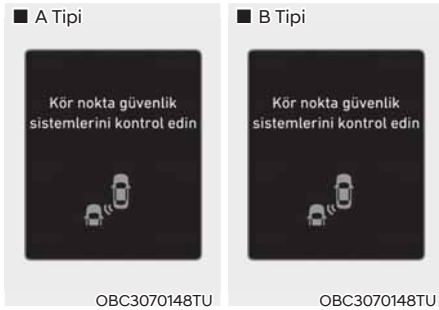 ■ A Tipi
Kör nokta güvenlik
sistemlerini kontrol edin
OBC3070148TU
■ B Tipi
Kör nokta güvenlik
sistemlerini kontrol edin
OBC3070148TU